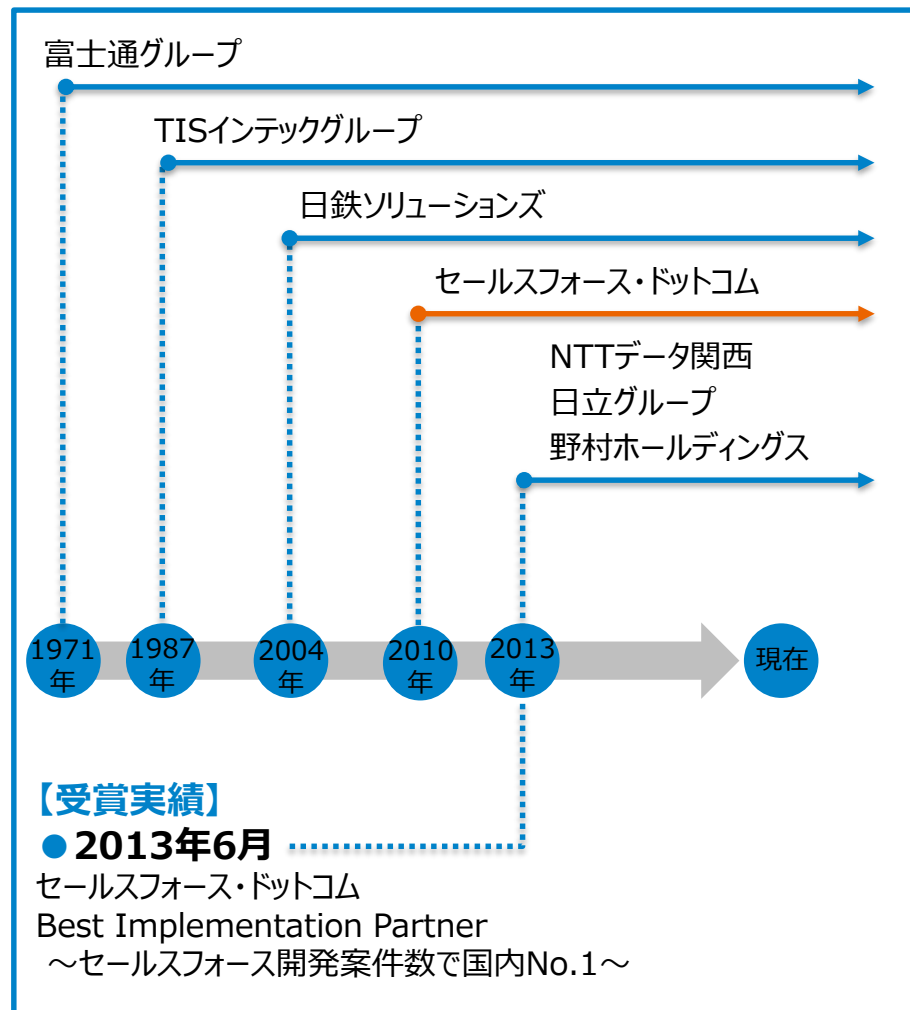 富士通グループ
TISインテックグループ
日鉄ソリューションズ
セールスフォース・ドットコム
NTTデータ関西
日立グループ
野村ホールディングス
1971
年
1987
年
2004
年
2010
年
2013
年
現在
【受賞実績】
●2013年6月
セールスフォース・ドットコム
Best Implementation Partner
～セールスフォース開発案件数で国内No.1～